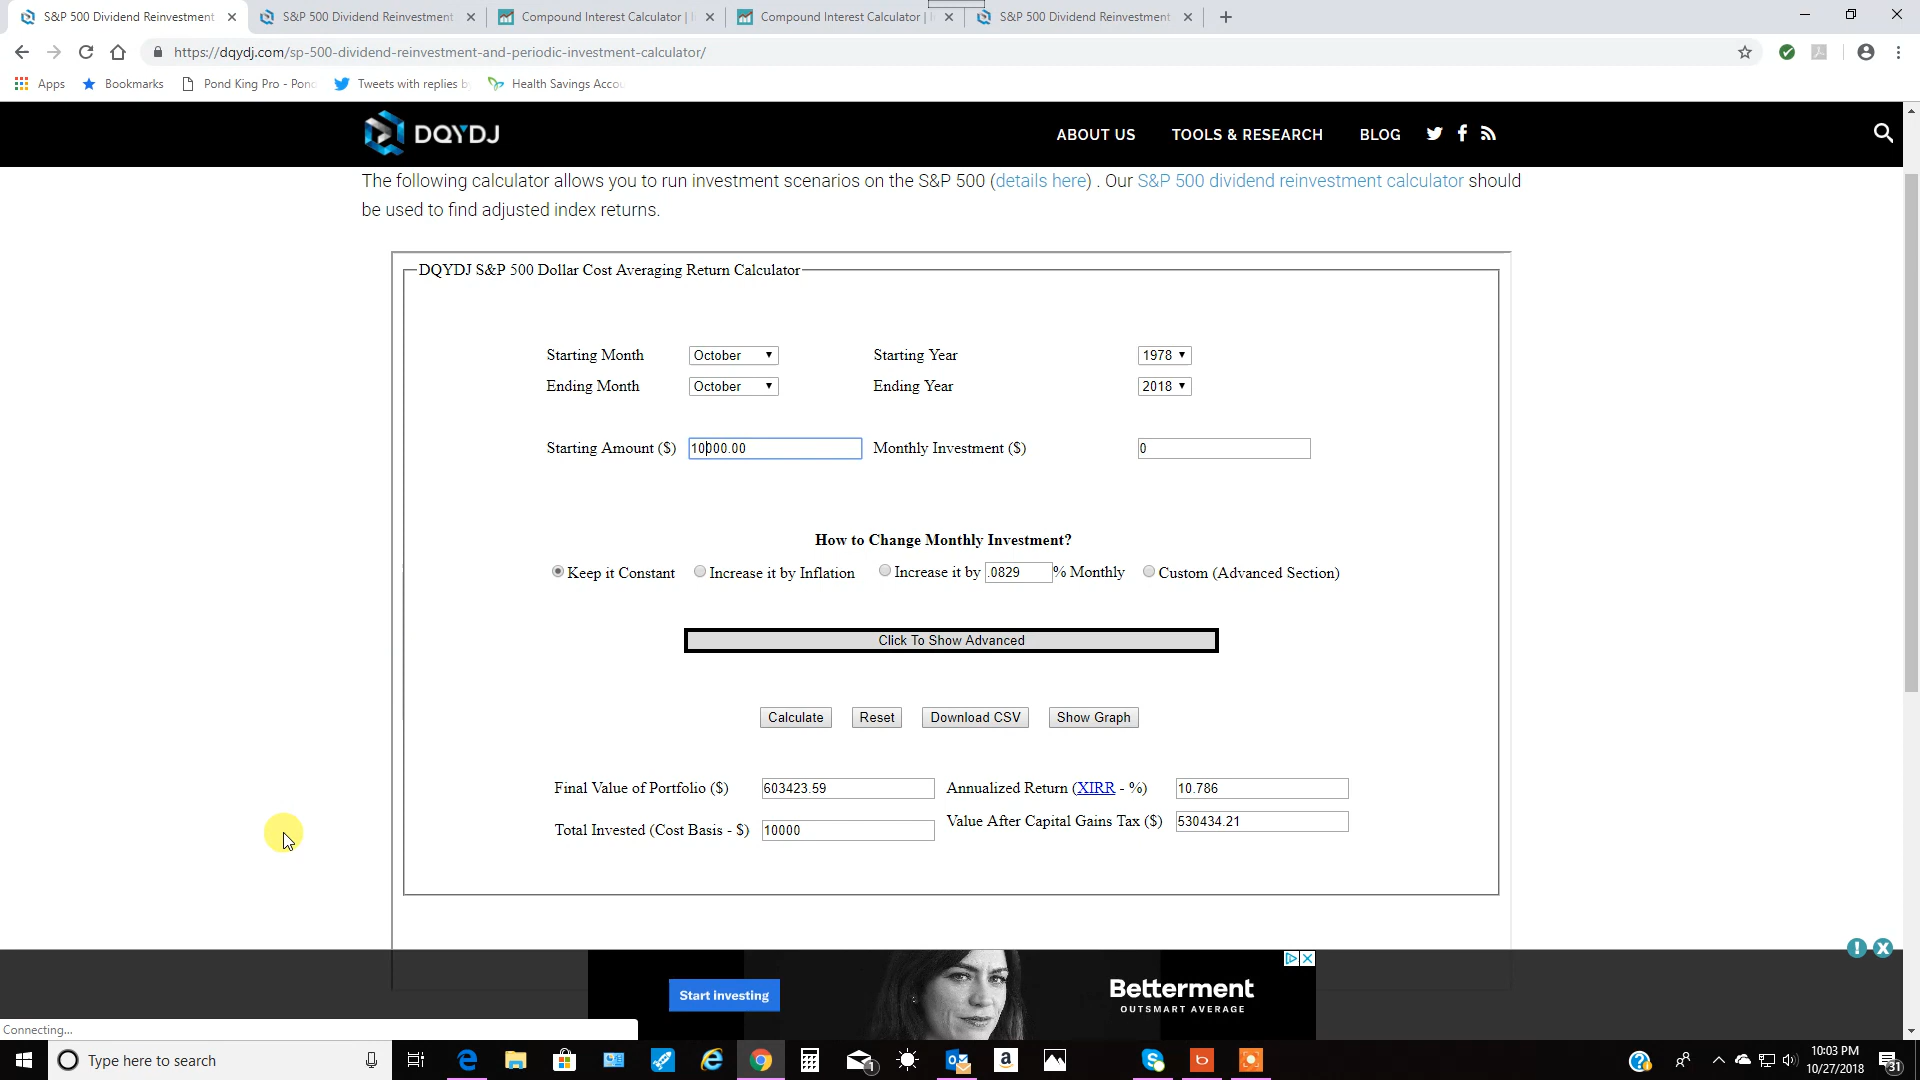 S&P 500 Dividend Reinvestment
S&P 500 Dividend Reinvestment
Compound Interest Calculator |
Compound Interest Calculator |
S&P 500 Dividend Reinvestment
https://dqydj.com/sp-500-dividend-reinvestment-and-periodic-investment-calculator/
Apps
Bookmarks
Pond King Pro - Pond
Tweets with replies b
Health Savings Accou
DQYDJ
ABOUT US
TOOLS & RESEARCH
BLOG
The following calculator allows you to run investment scenarios on the S&P 500 (details here) . Our S&P 500 dividend reinvestment calculator should
be used to find adjusted index returns.
DQYDJ S&P 500 Dollar Cost Averaging Return Calculator
Starting Month October Starting Year 1978
Ending Month October Ending Year 2018
Starting Amount ($) 10000.00 Monthly Investment ($) 0
How to Change Monthly Investment?
Keep it Constant Increase it by Inflation Increase it by .0829 % Monthly Custom (Advanced Section)
Click To Show Advanced
Calculate Reset Download CSV Show Graph
Final Value of Portfolio ($) 603423.59 Annualized Return (XIRR - %) 10.786
Total Invested (Cost Basis - $) 10000 Value After Capital Gains Tax ($) 530434.21
Start investing
Betterment
OUTSMART AVERAGE
Connecting...
Type here to search
1
10:03 PM
10/27/2018
31